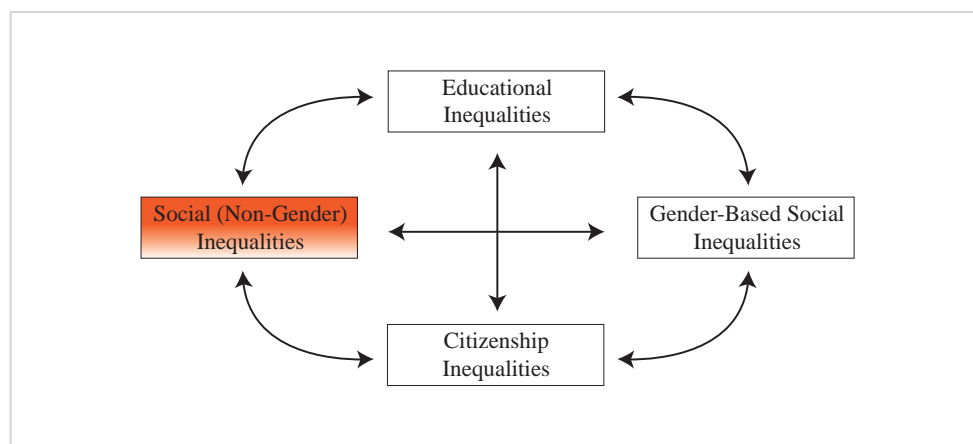 Educational
Inequalities
Social (Non-Gender)
Inequalities
Gender-Based Social
Inequalities
Citizenship
Inequalities